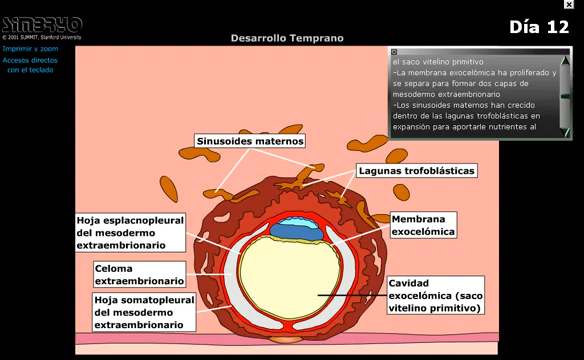 SiMBRYO
Día 12
© 2001 SUMMIT, Stanford University
Desarrollo Temprano
Imprimir y zoom
Accesos directos
con el teclado
el saco vitelino primitivo
-La membrana exocelómica ha proliferado y
se separa para formar dos capas de
mesodermo extraembrionario
-Los sinusoides maternos han crecido
dentro de las lagunas trofoblásticas en
expansión para aportarle nutrientes al
Sinusoides maternos
Lagunas trofoblásticas
Hoja esplacnopleural
del mesodermo
extraembrionario
Membrana
exocelómica
Celoma
extraembrionario
Cavidad
exocelómica (saco
vitelino primitivo)
Hoja somatopleural
del mesodermo
extraembrionario